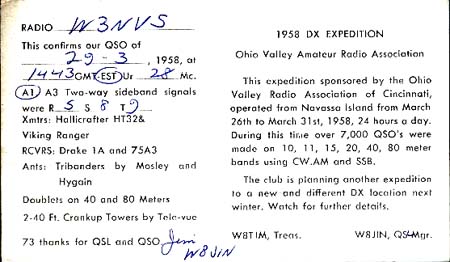 RADIO W3NVS
This confirms our QSO of
29-3, 1958, at
1443 GMT EST Ur 28 Mc.
A1 A3 Two-way sideband signals
were R 5 S 8 T 9
Xmtrs: Hallicrafter HT32&
Viking Ranger
RCVRS: Drake 1A and 75A3
Ants: Tribanders by Mosley and
Hygain
Doublets on 40 and 80 Meters
2-40 Ft. Crankup Towers by Tele-vue
73 thanks for QSL and QSO Jim
W8JIN
1958 DX EXPEDITION
Ohio Valley Amateur Radio Association
This expedition sponsored by the Ohio
Valley Radio Association of Cincinnati,
operated from Navassa Island from March
26th to March 31st, 1958, 24 hours a day.
During this time over 7,000 QSO's were
made on 10, 11, 15, 20, 40, 80 meter
bands using CW.AM and SSB.
The club is planning another expedition
to a new and different DX location next
winter. Watch for further details.
W8TIM, Treas. W8JIN, QSLMgr.